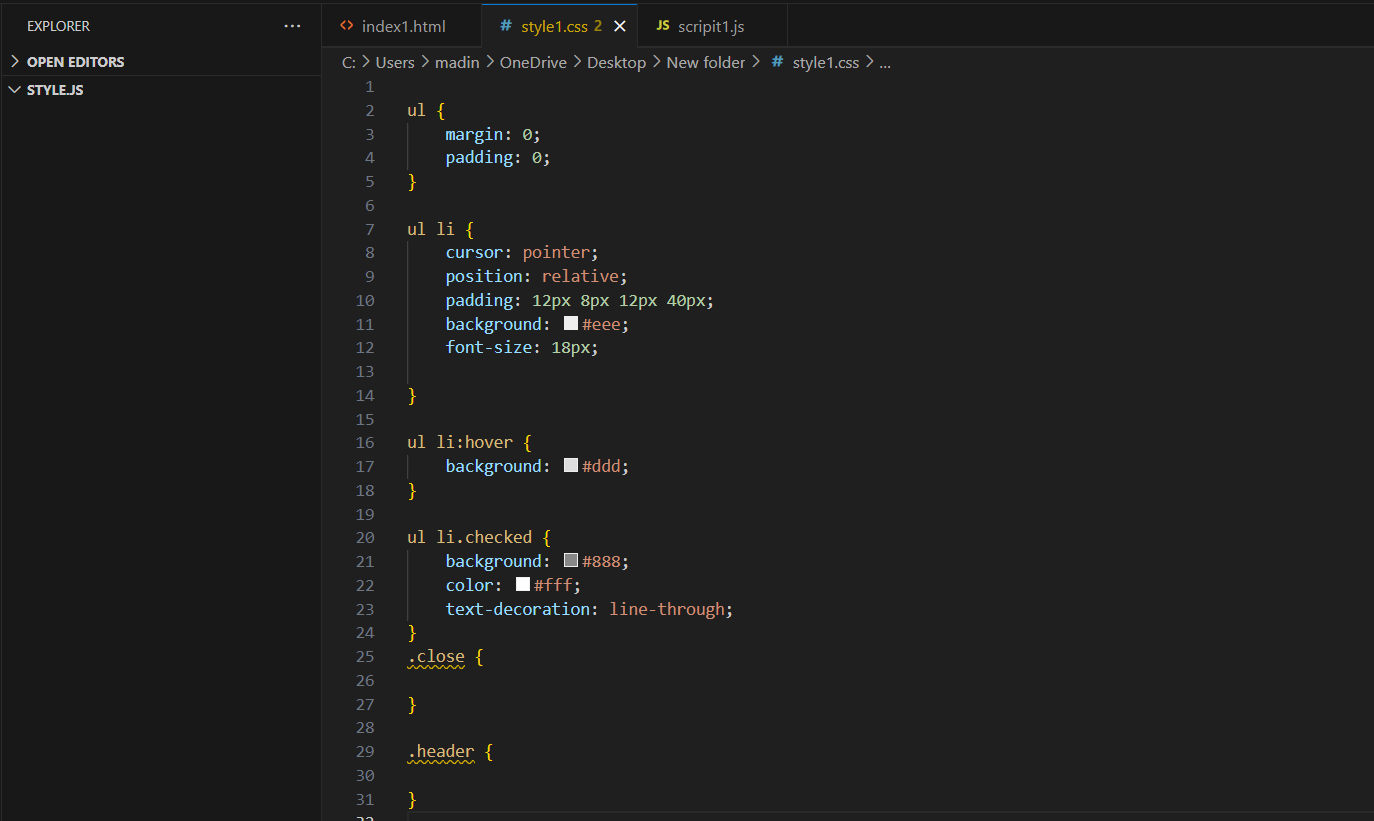 EXPLORER ...
OPEN EDITORS
STYLE.JS
<> index1.html # style1.css 2 × JS scripit1.js
C: > Users > madin > OneDrive > Desktop > New folder > # style1.css > ...
1
2 ul {
3 margin: 0;
4 padding: 0;
5 }
6
7 ul li {
8 cursor: pointer;
9 position: relative;
10 padding: 12px 8px 12px 40px;
11 background: #eee;
12 font-size: 18px;
13
14 }
15
16 ul li:hover {
17 background: #ddd;
18 }
19
20 ul li.checked {
21 background: #888;
22 color: #fff;
23 text-decoration: line-through;
24 }
25 .close {
26
27 }
28
29 .header {
30
31 }
32